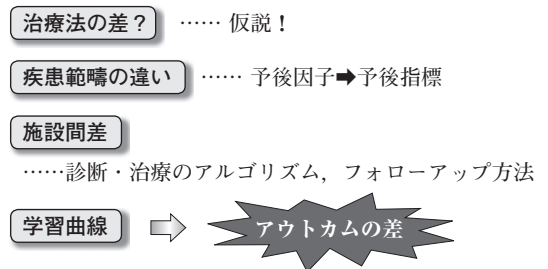 治療法の差？ …… 仮説！
疾患範疇の違い …… 予後因子➡予後指標
施設間差
……診断・治療のアルゴリズム，フォローアップ方法
学習曲線 ⇨ アウトカムの差